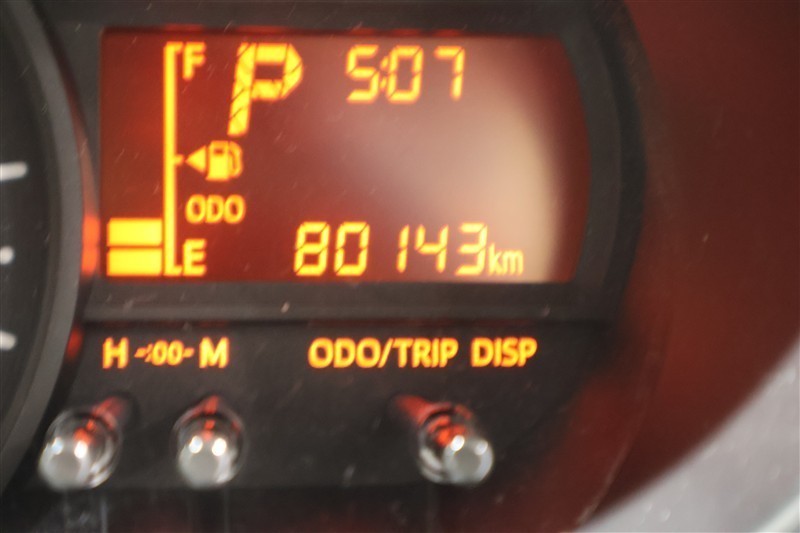 F P 5:07
ODO
E 80143km
H -:00- M ODO/TRIP DISP